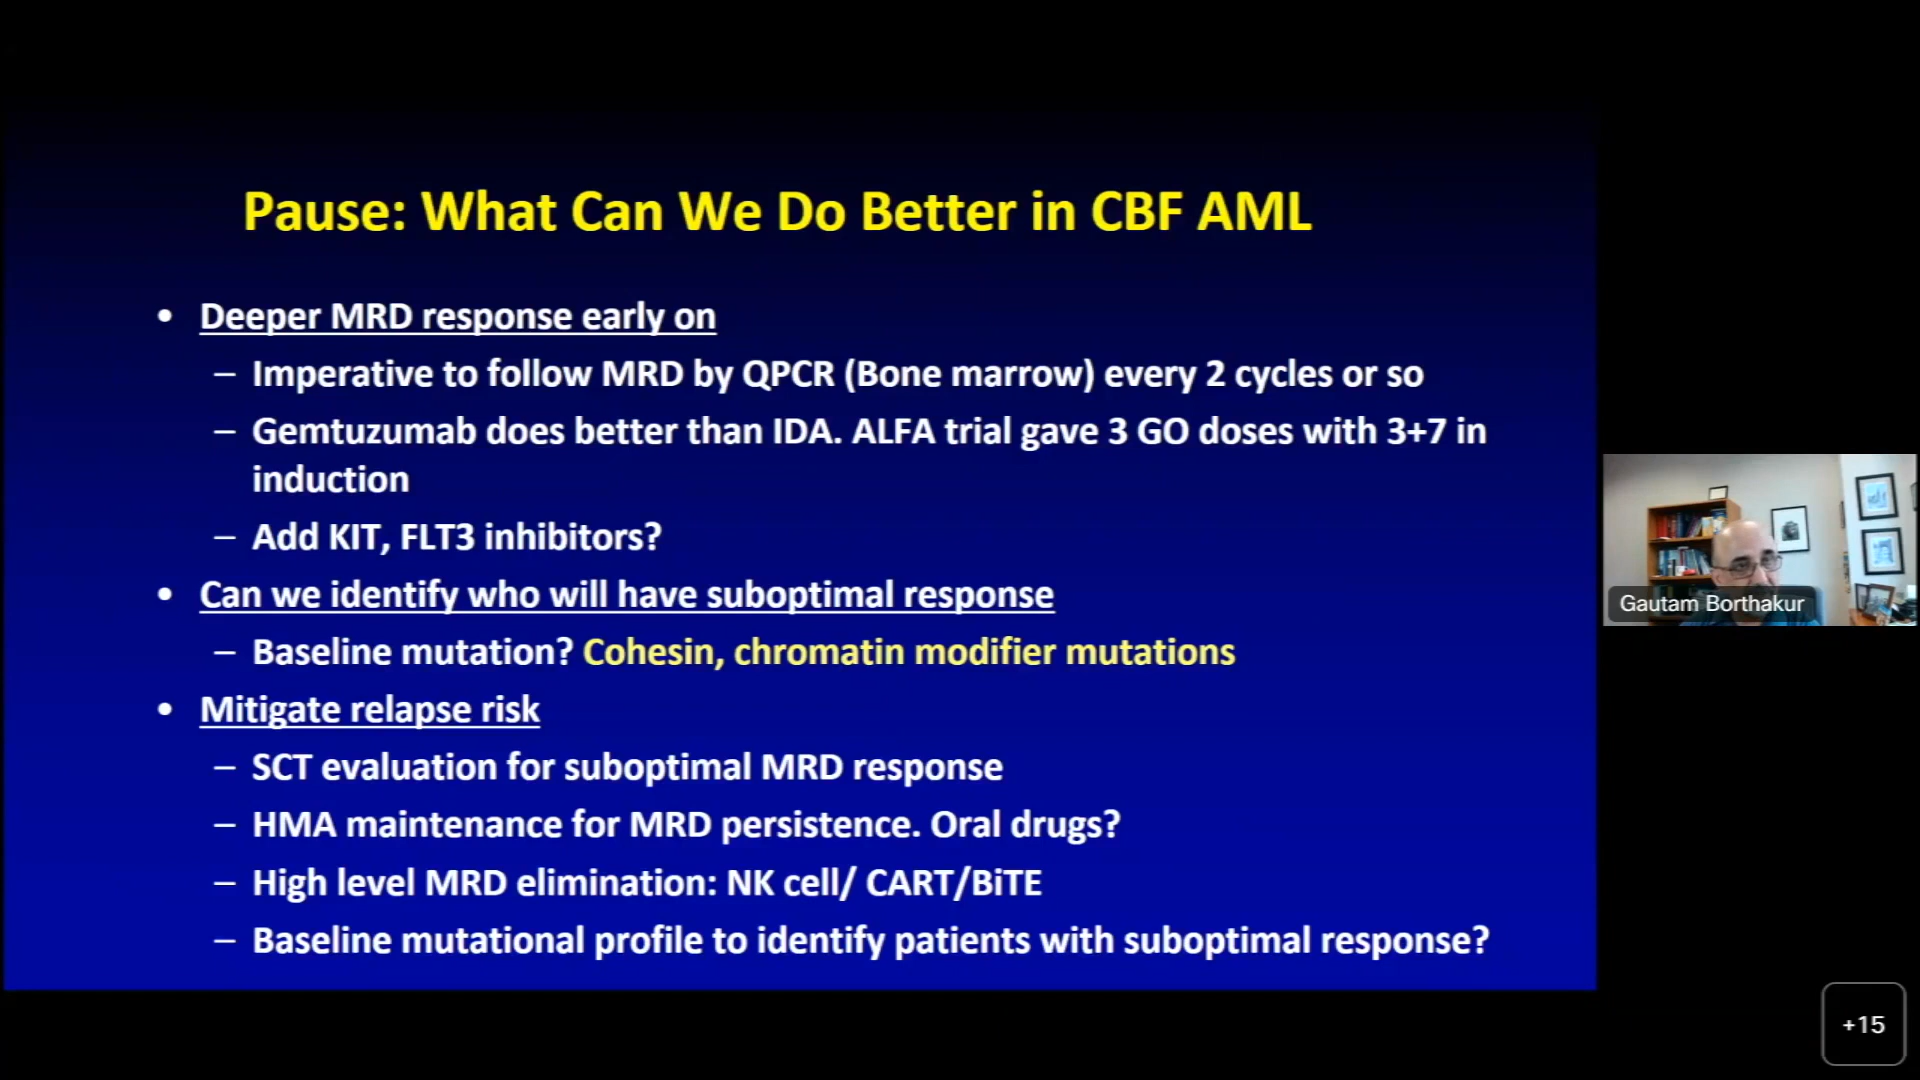 Pause: What Can We Do Better in CBF AML
• Deeper MRD response early on
– Imperative to follow MRD by QPCR (Bone marrow) every 2 cycles or so
– Gemtuzumab does better than IDA. ALFA trial gave 3 GO doses with 3+7 in
induction
– Add KIT, FLT3 inhibitors?
• Can we identify who will have suboptimal response
– Baseline mutation? Cohesin, chromatin modifier mutations
• Mitigate relapse risk
– SCT evaluation for suboptimal MRD response
– HMA maintenance for MRD persistence. Oral drugs?
– High level MRD elimination: NK cell/ CART/BiTE
– Baseline mutational profile to identify patients with suboptimal response?
Gautam Borthakur
+15